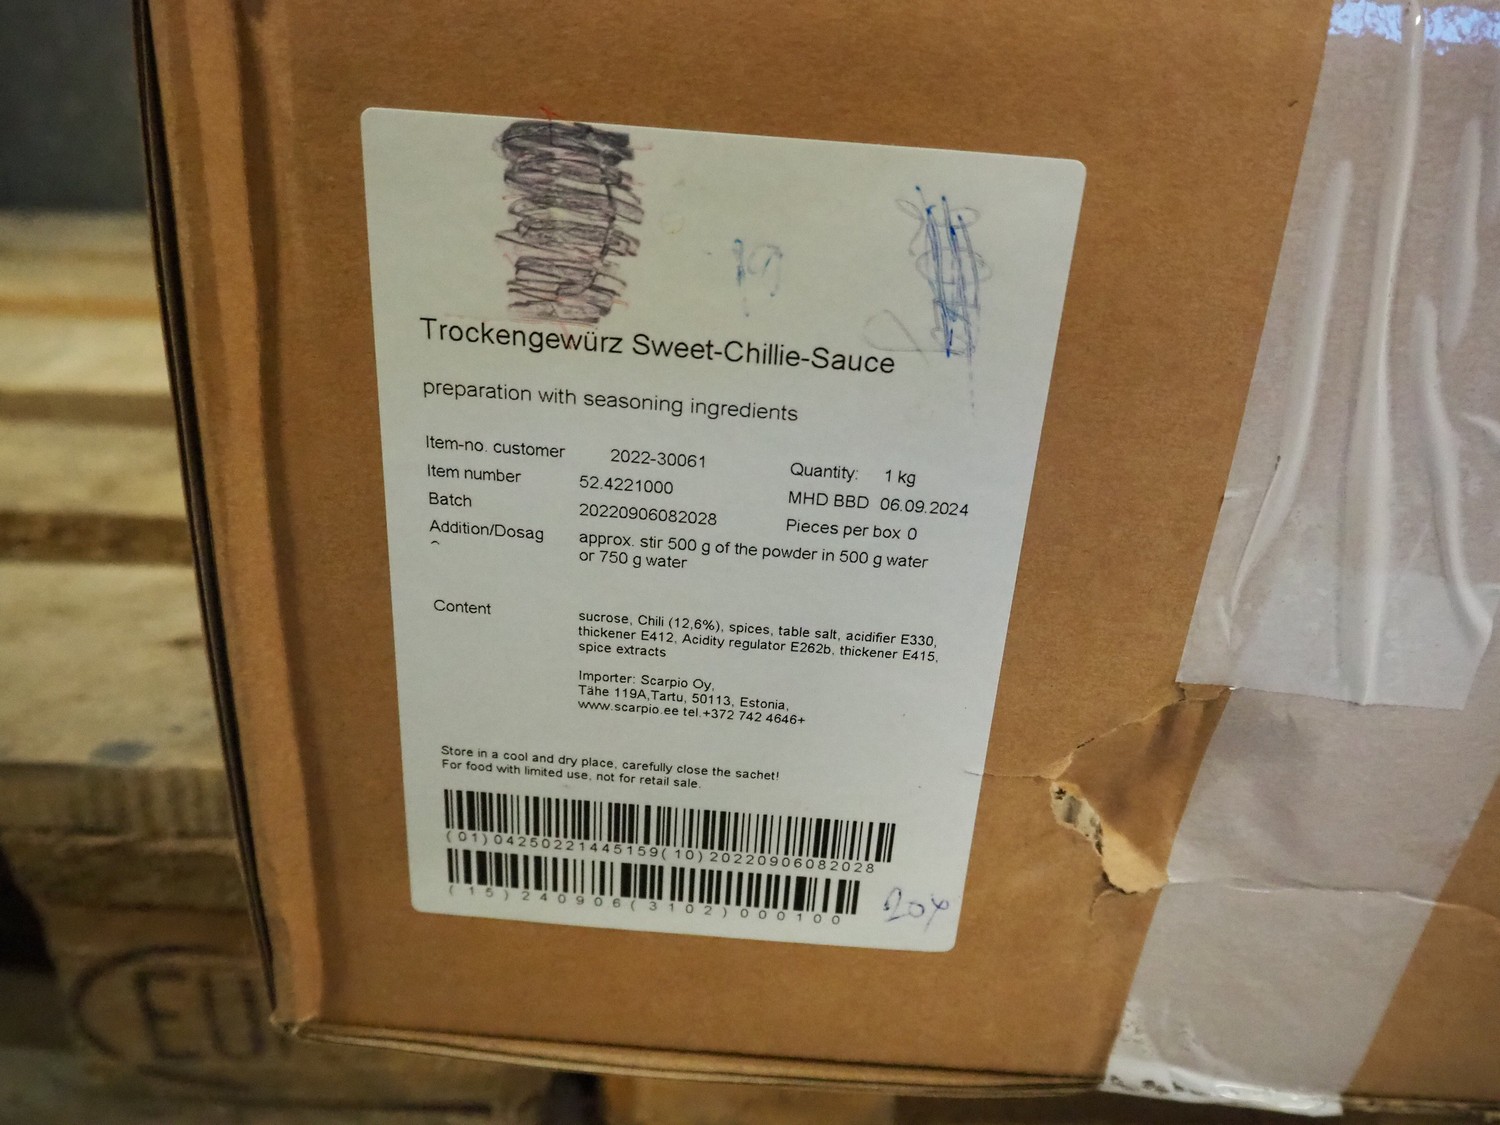 Trockengewürz Sweet-Chillie-Sauce
preparation with seasoning ingredients
Item-no. customer 2022-30061
Quantity: 1 kg
Item number 52.4221000
MHD BBD 06.09.2024
Batch 20220906082028
Pieces per box 0
Addition/Dosag
approx. stir 500 g of the powder in 500 g water
or 750 g water
Content
sucrose, Chili (12,6%), spices, table salt, acidifier E330,
thickener E412, Acidity regulator E262b, thickener E415,
spice extracts
Importer: Scarpio Oy,
Tähe 119A,Tartu, 50113, Estonia,
www.scarpio.ee tel.+372 742 4646+
Store in a cool and dry place, carefully close the sachet!
For food with limited use, not for retail sale.
(01)04250221445159(10)20220906082028
(15)240906(3102)000100
EU